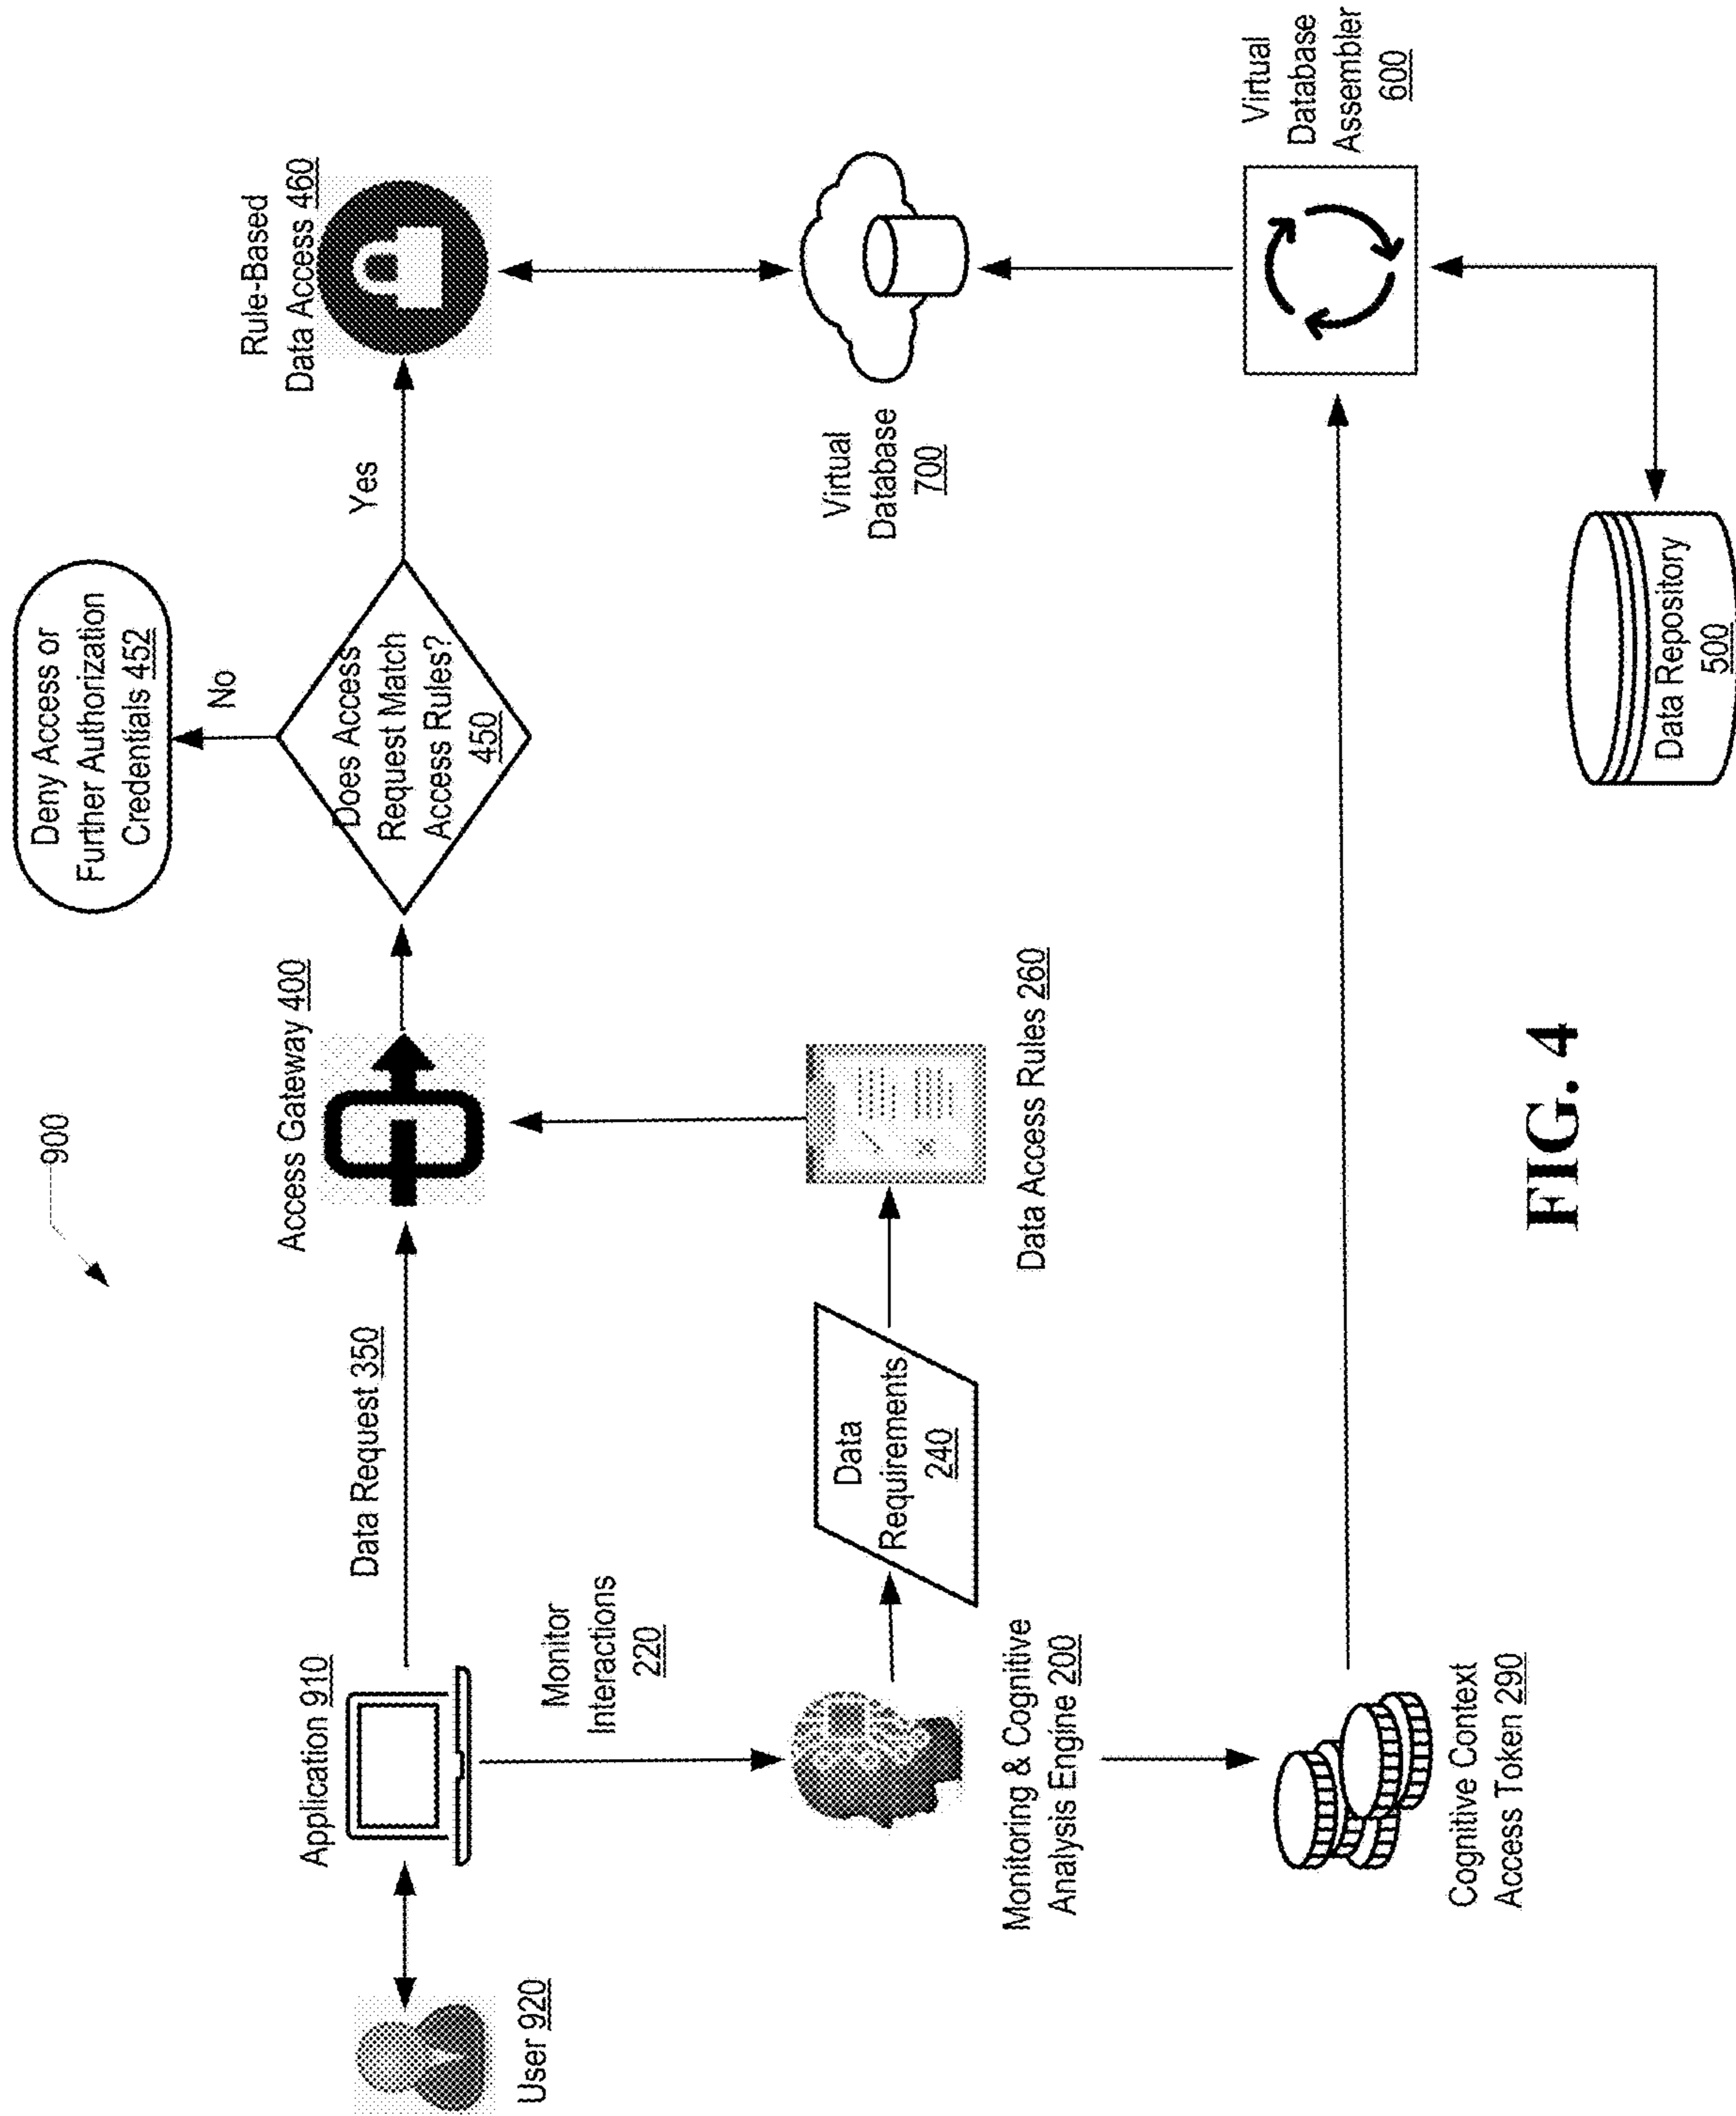 900
Deny Access or
Further Authorization
Credentials 452
No
User 920
Application 910
Data Request 350
Access Gateway 400
Does Access
Request Match
Access Rules?
450
Yes
Rule-Based
Data Access 460
Monitor
Interactions
220
Monitoring & Cognitive
Analysis Engine 200
Data
Requirements
240
Data Access Rules 260
Virtual
Database
700
Cognitive Context
Access Token 290
Virtual
Database
Assembler
600
Data Repository
500
FIG. 4